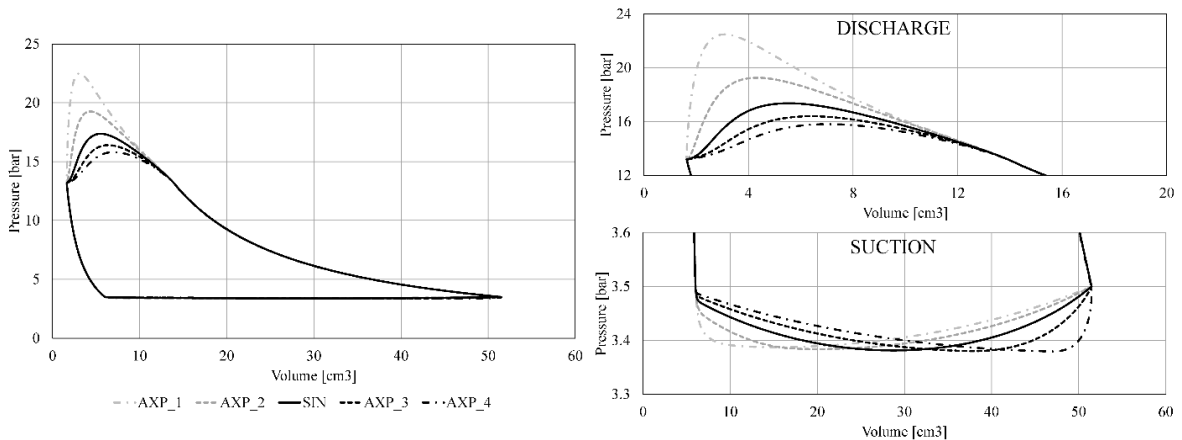 25
20
15
10
5
0
Pressure [bar]
0 10 20 30 40 50 60
Volume [cm3]
AXP_1 AXP_2 SIN AXP_3 AXP_4
DISCHARGE
24
20
16
12
Pressure [bar]
0 4 8 12 16 20
Volume [cm3]
SUCTION
3.6
3.5
3.4
3.3
Pressure [bar]
0 10 20 30 40 50 60
Volume [cm3]